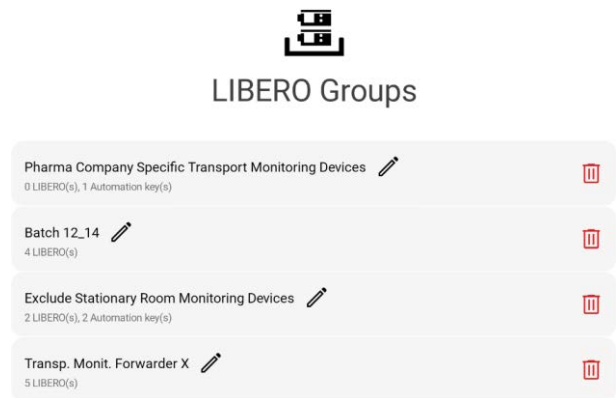 LIBERO Groups
Pharma Company Specific Transport Monitoring Devices
0 LIBERO(s), 1 Automation key(s)
Batch 12_14
4 LIBERO(s)
Exclude Stationary Room Monitoring Devices
2 LIBERO(s), 2 Automation key(s)
Transp. Monit. Forwarder X
5 LIBERO(s)